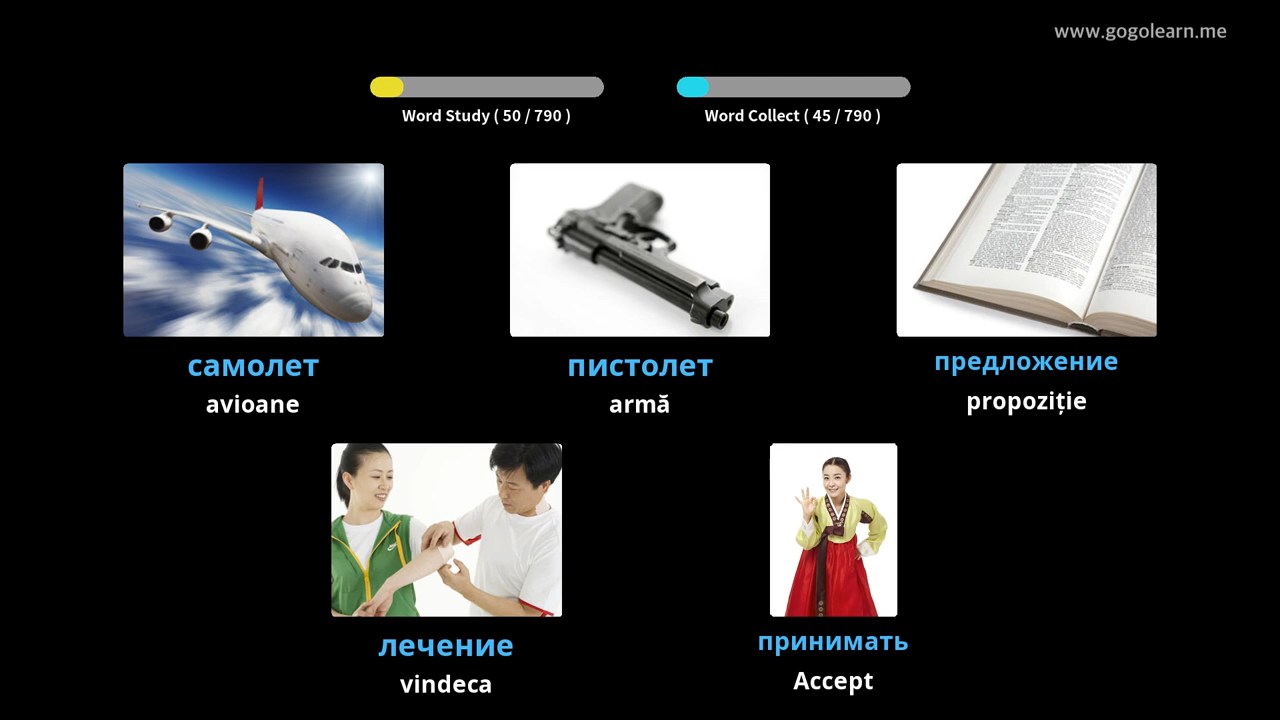 www.gogolearn.me
Word Study ( 50 / 790 )
Word Collect ( 45 / 790 )
самолет
avioane
пистолет
armă
предложение
propoziție
лечение
vindeca
принимать
Accept